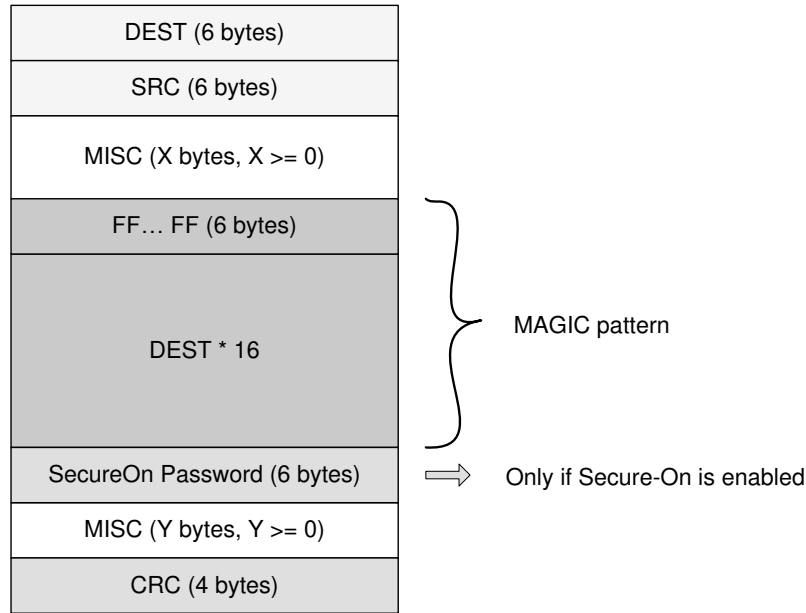 DEST (6 bytes)
SRC (6 bytes)
MISC (X bytes, X >= 0)
FF... FF (6 bytes)
DEST * 16
MAGIC pattern
SecureOn Password (6 bytes)
Only if Secure-On is enabled
MISC (Y bytes, Y >= 0)
CRC (4 bytes)